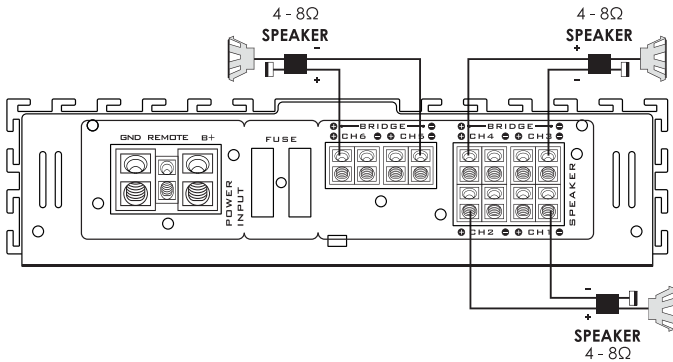 4 - 8Ω
SPEAKER
- 
+
4 - 8Ω
SPEAKER
+
-
GND REMOTE B+
FUSE
BRIDGE
CH6 CH5
BRIDGE
CH4 CH3
POWER
INPUT
SPEAKER
CH2 CH1
-
+
SPEAKER
4 - 8Ω